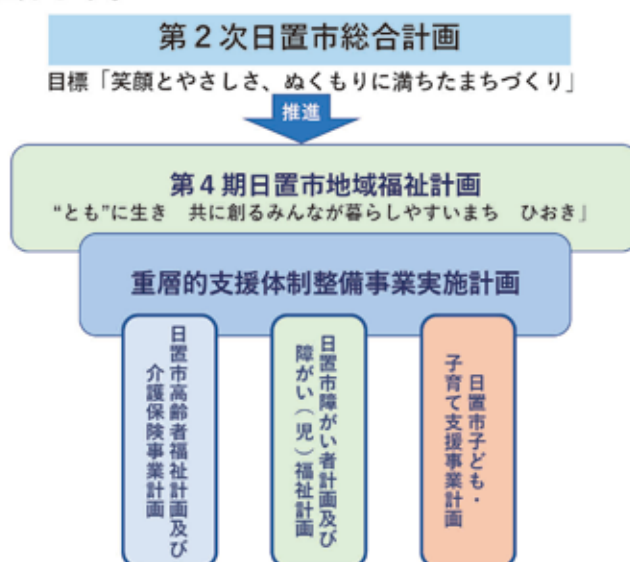 第２次日置市総合計画
目標「笑顔とやさしさ、ぬくもりに満ちたまちづくり」
推進
第４期日置市地域福祉計画
“とも”に生き　共に創るみんなが暮らしやすいまち　ひおき」
重層的支援体制整備事業実施計画
日置市高齢者福祉計画及び
介護保険事業計画
日置市障がい者計画及び
障がい（児）福祉計画
日置市子ども・
子育て支援事業計画